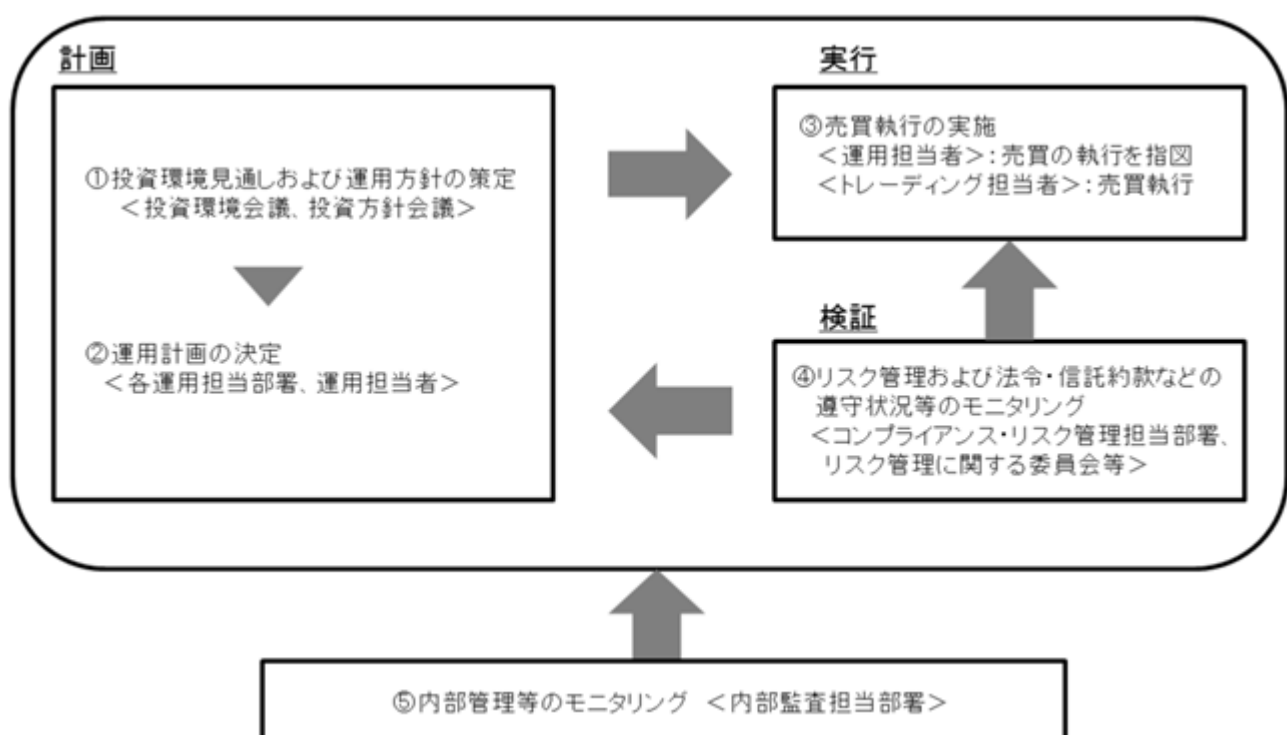 計画
①投資環境見通しおよび運用方針の策定
＜投資環境会議、投資方針会議＞
②運用計画の決定
＜各運用担当部署、運用担当者＞
実行
③売買執行の実施
＜運用担当者＞：売買の執行を指図
＜トレーディング担当者＞：売買執行
検証
④リスク管理および法令・信託約款などの
遵守状況等のモニタリング
＜コンプライアンス・リスク管理担当部署、
リスク管理に関する委員会等＞
⑤内部管理等のモニタリング ＜内部監査担当部署＞